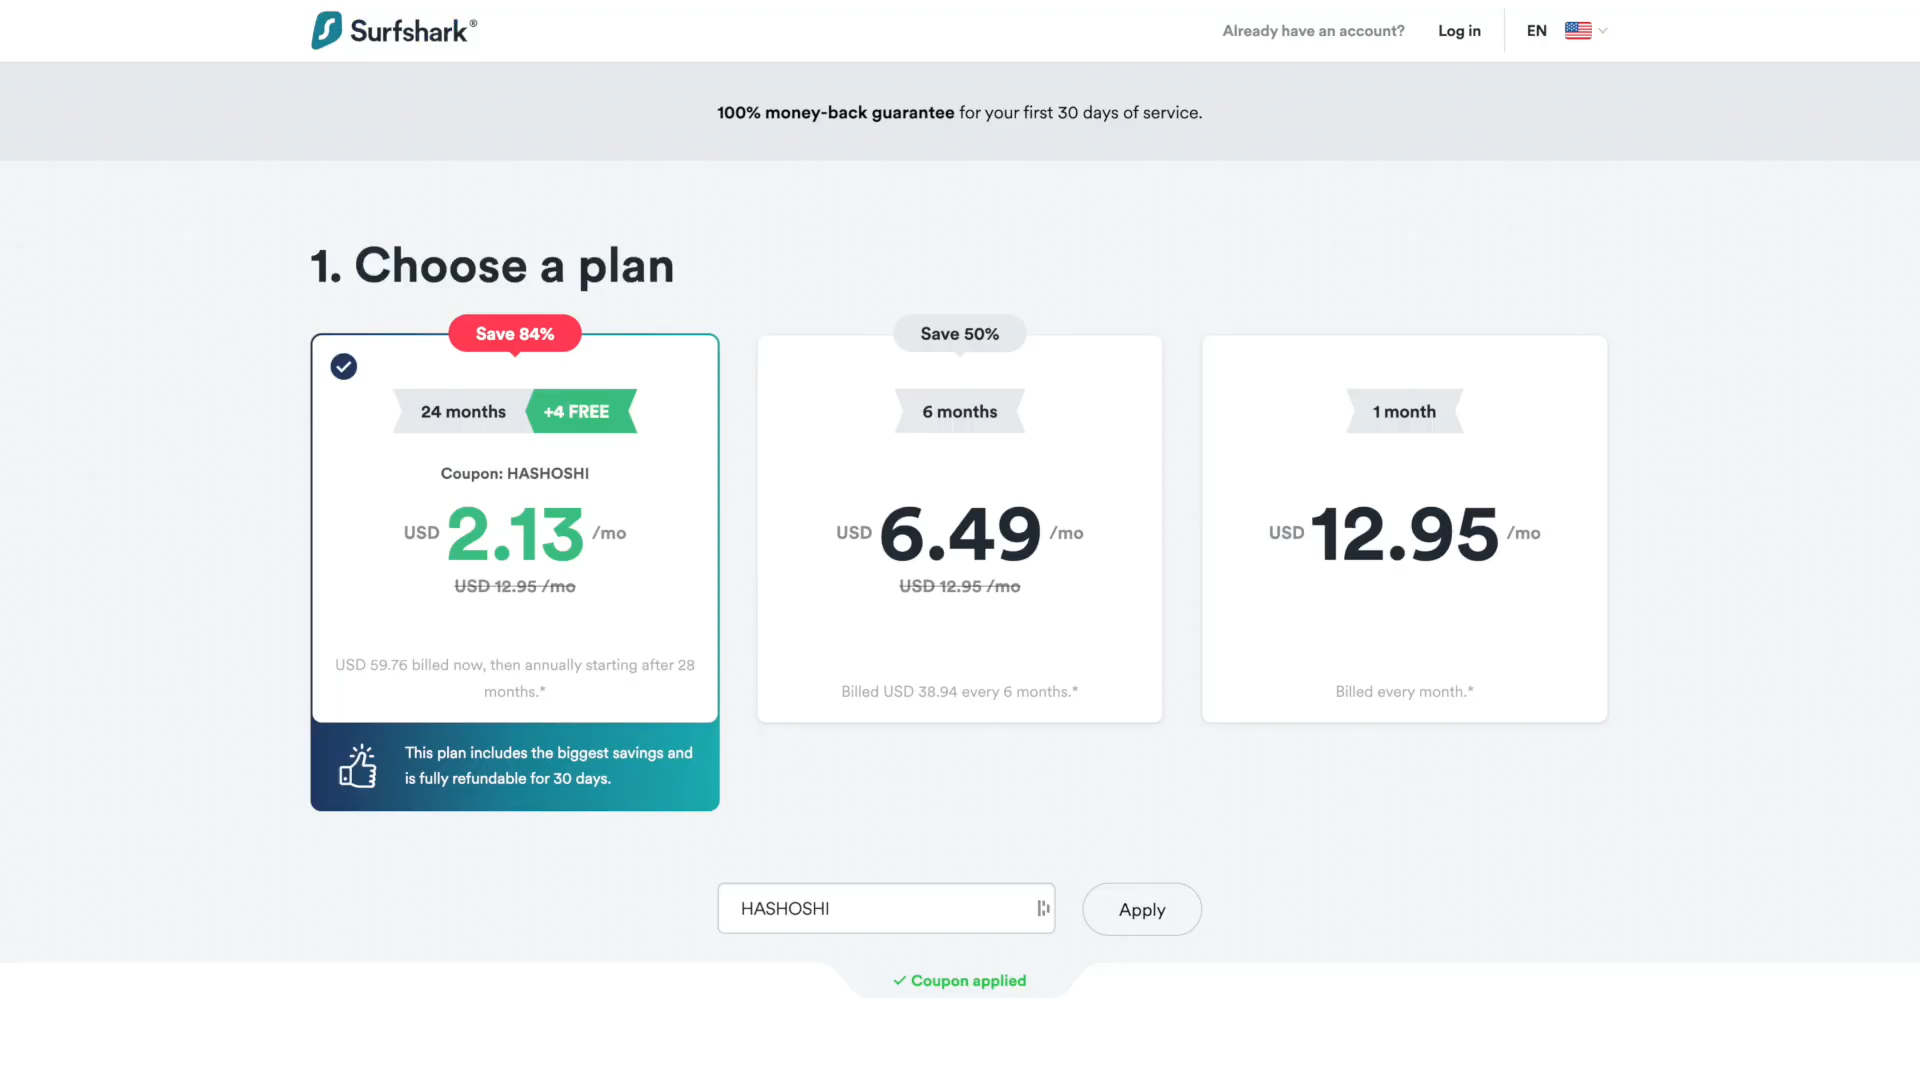 Surfshark®
Already have an account?
Log in
EN
100% money-back guarantee for your first 30 days of service.
1. Choose a plan
Save 84%
24 months
+4 FREE
Coupon: HASHOSHI
USD 2.13 /mo
USD 12.95 /mo
USD 59.76 billed now, then annually starting after 28
months.*
This plan includes the biggest savings and
is fully refundable for 30 days.
Save 50%
6 months
USD 6.49 /mo
USD 12.95 /mo
Billed USD 38.94 every 6 months.*
1 month
USD 12.95 /mo
Billed every month.*
HASHOSHI
Apply
Coupon applied